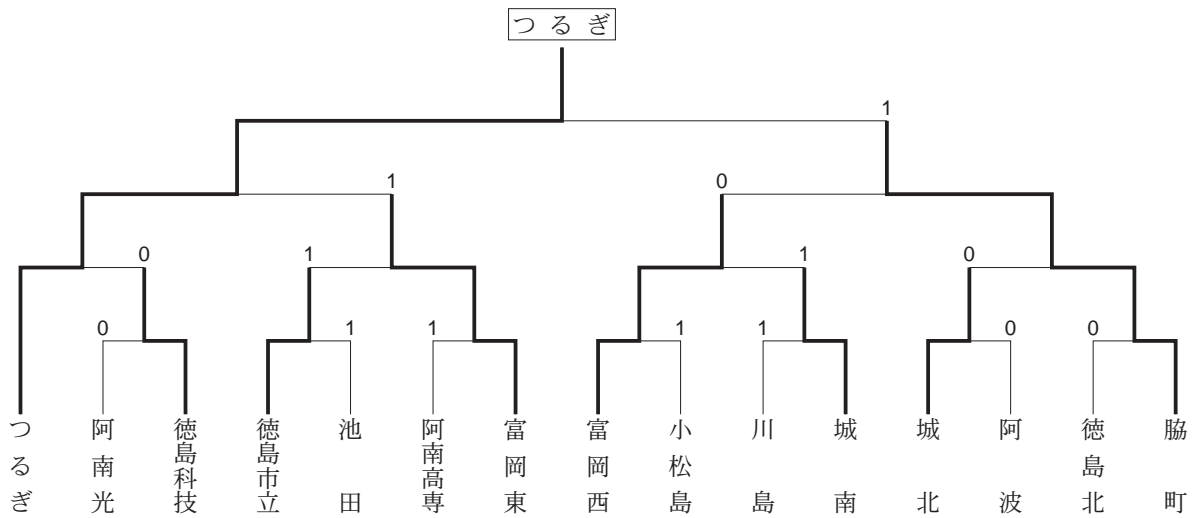 つるぎ
1
1
0
0
1
1
0
0
1
1
1
1
0
0
つるぎ
阿南光
徳島科技
徳島市立
池田
阿南高専
富岡東
富岡西
小松島
川島
城南
城北
阿波
徳島北
脇町